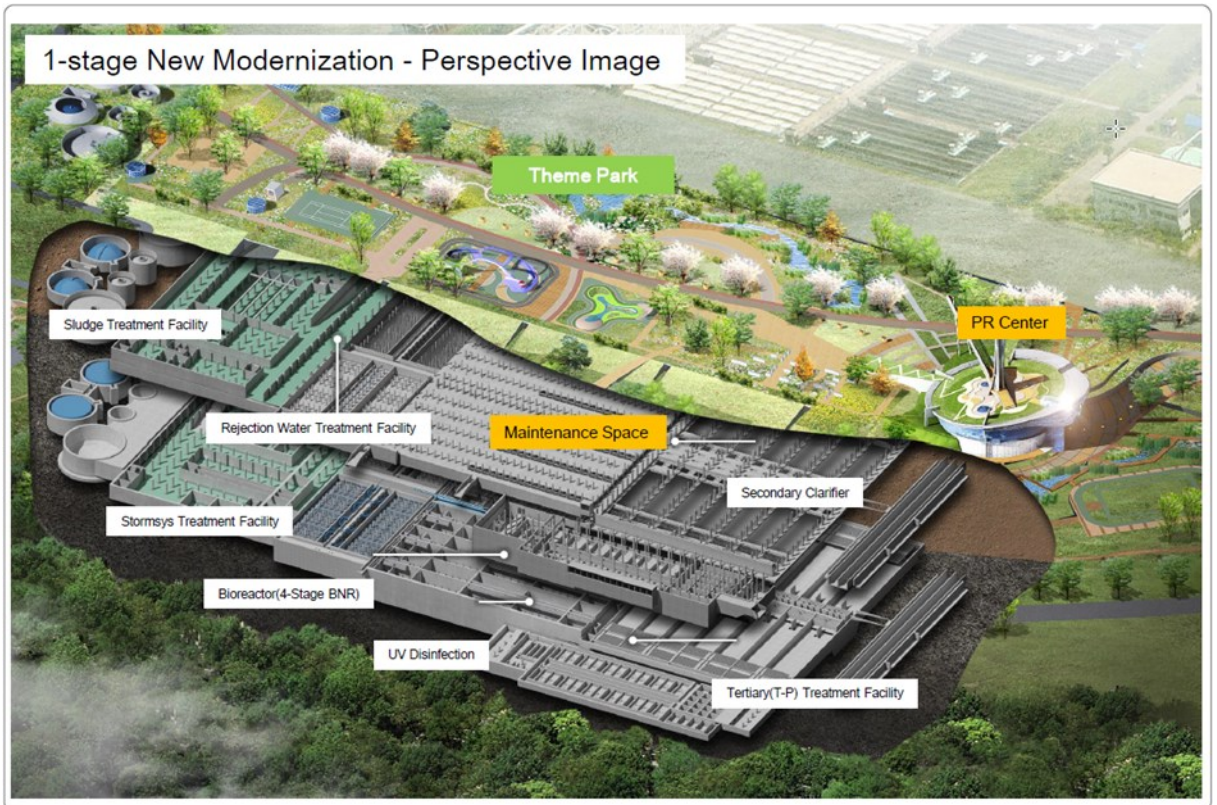 1-stage New Modernization - Perspective Image
Theme Park
PR Center
Sludge Treatment Facility
Rejection Water Treatment Facility
Maintenance Space
Secondary Clarifier
Stormsys Treatment Facility
Bioreactor(4-Stage BNR)
UV Disinfection
Tertiary(T-P) Treatment Facility